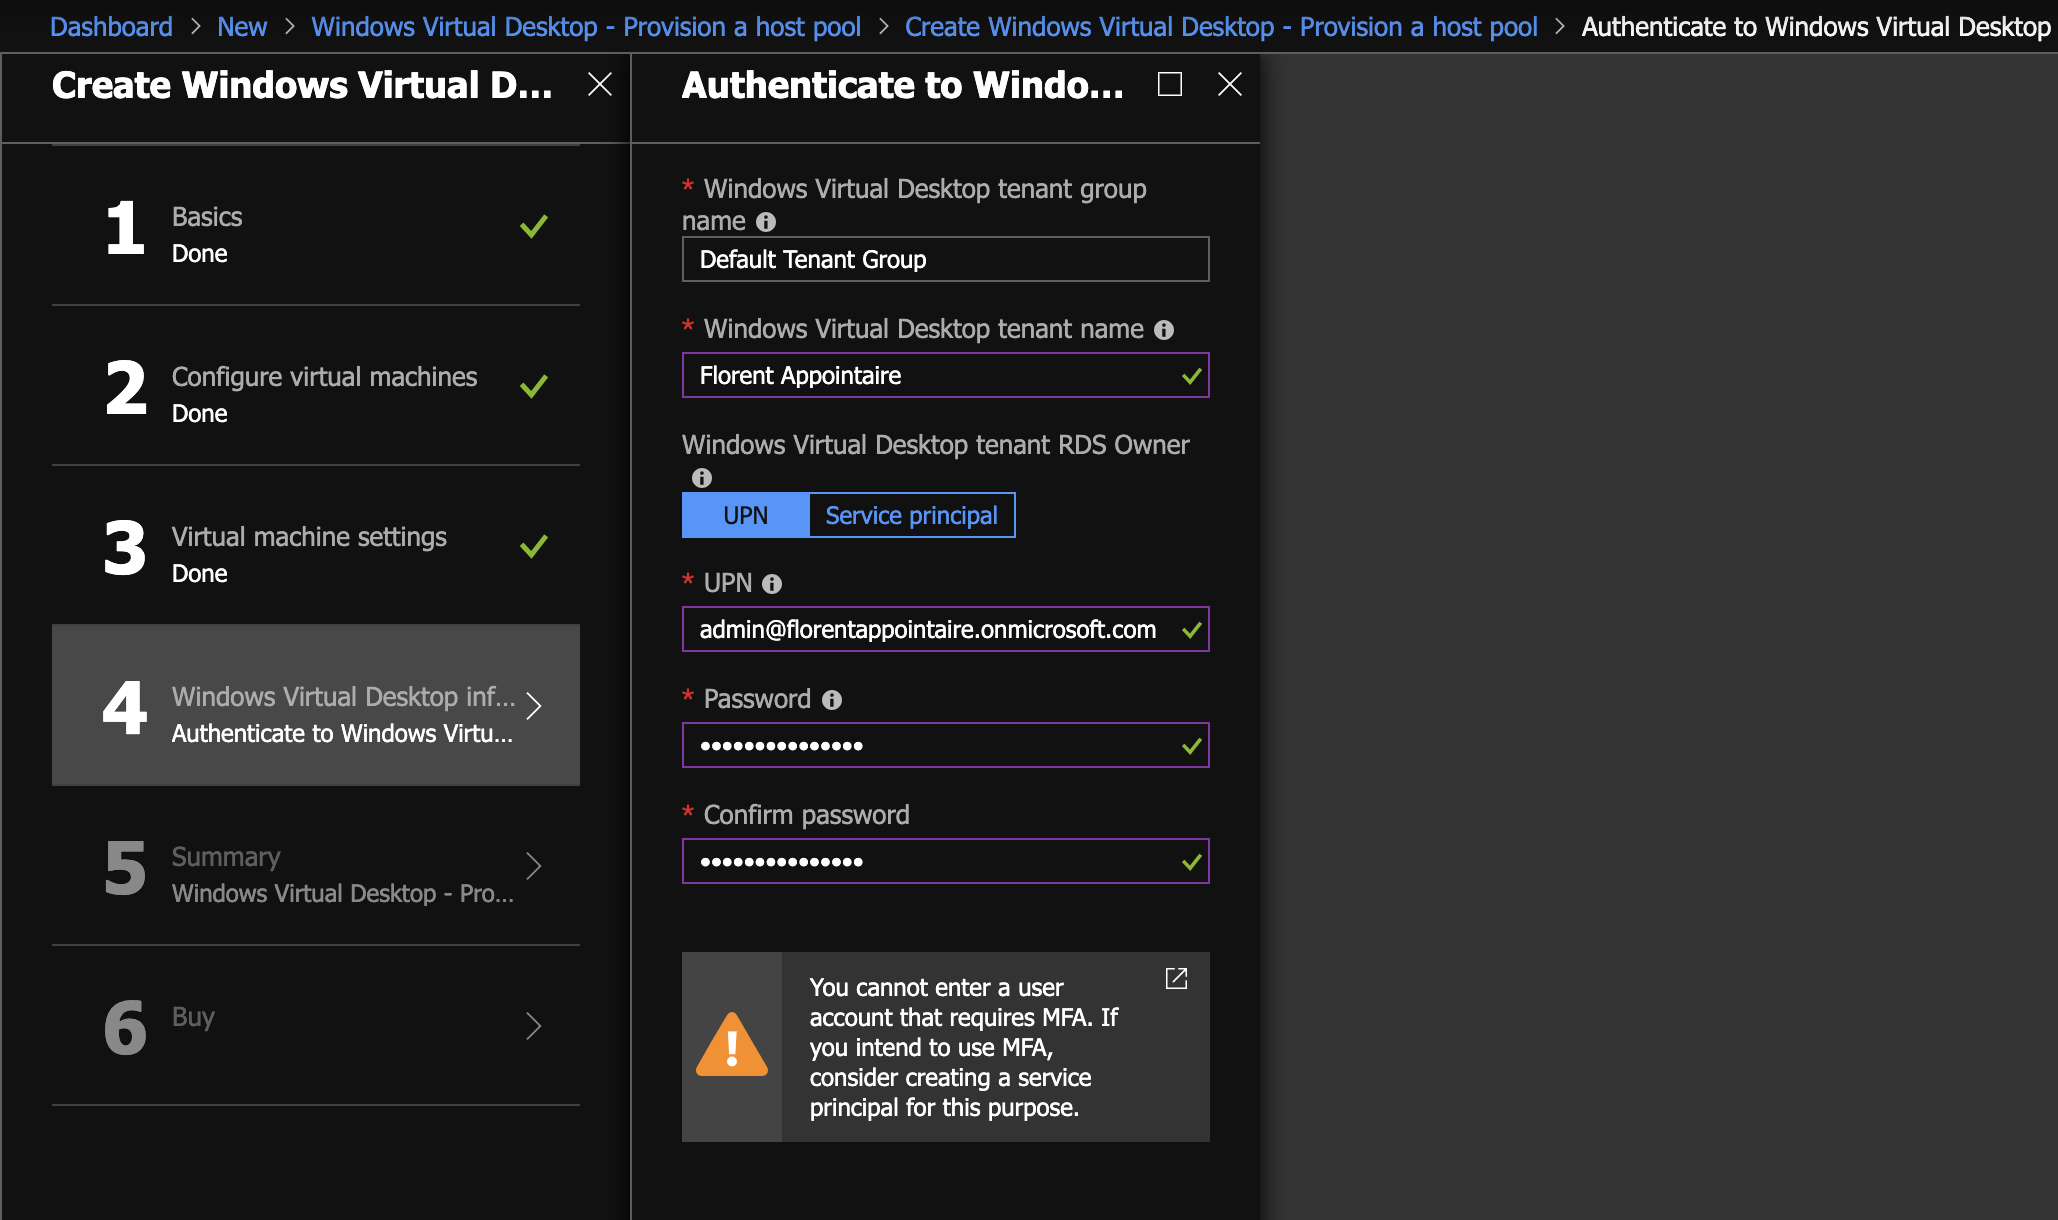 Dashboard > New > Windows Virtual Desktop - Provision a host pool > Create Windows Virtual Desktop - Provision a host pool > Authenticate to Windows Virtual Desktop
Create Windows Virtual D...
1
Basics
Done
2
Configure virtual machines
Done
3
Virtual machine settings
Done
4
Windows Virtual Desktop inf...
Authenticate to Windows Virtu...
5
Summary
Windows Virtual Desktop - Pro...
6
Buy
Authenticate to Windo...
* Windows Virtual Desktop tenant group
name
Default Tenant Group
* Windows Virtual Desktop tenant name
Florent Appointaire
Windows Virtual Desktop tenant RDS Owner
UPN
Service principal
* UPN
admin@florentappointaire.onmicrosoft.com
* Password
•••••••••••••••
* Confirm password
•••••••••••••••
You cannot enter a user
account that requires MFA. If
you intend to use MFA,
consider creating a service
principal for this purpose.